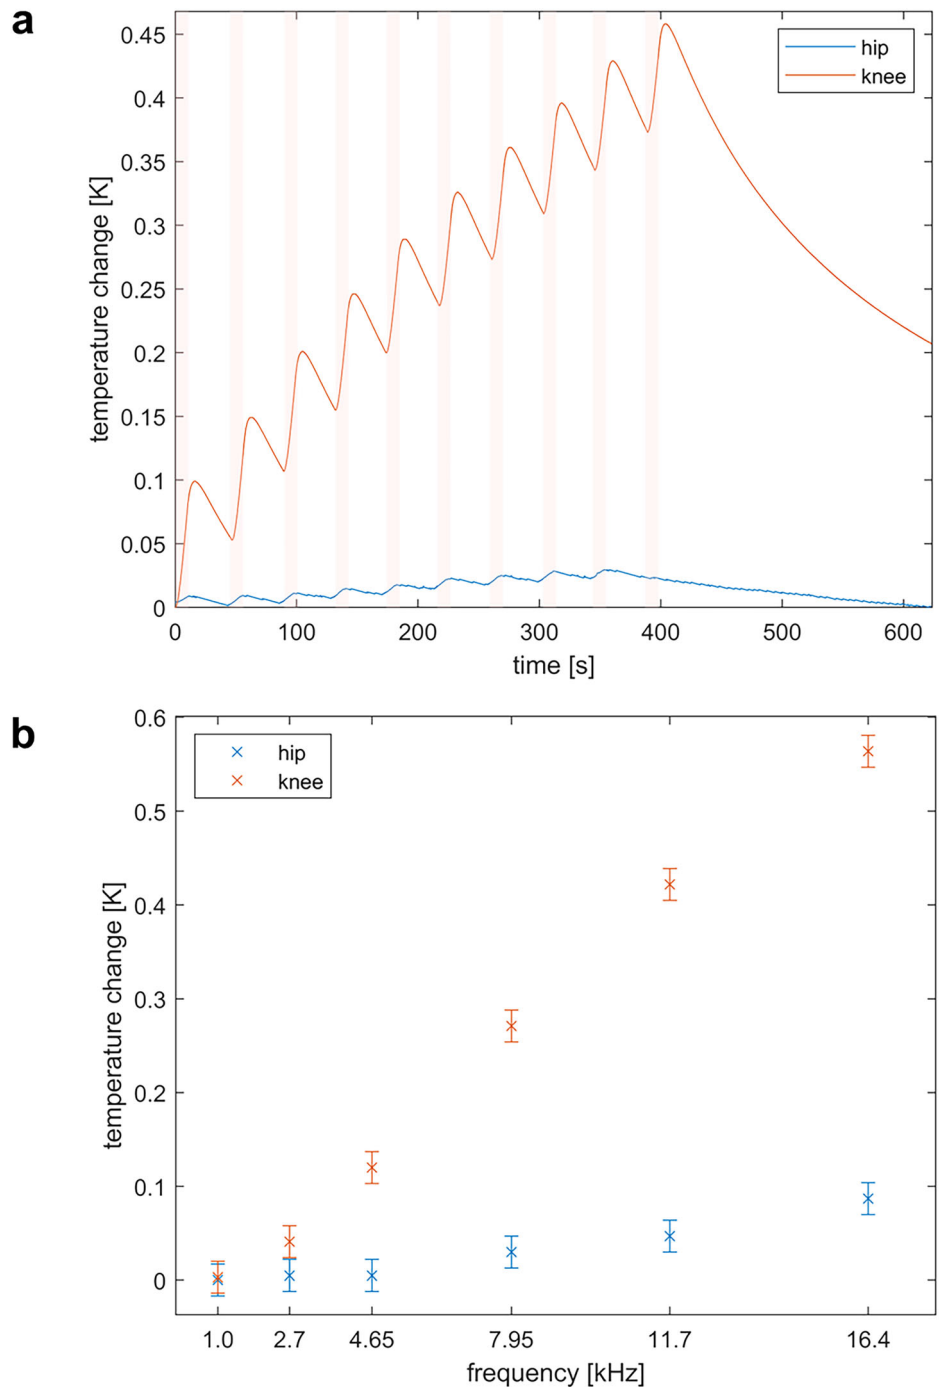 a
hip
knee
temperature change [K]
0.45
0.4
0.35
0.3
0.25
0.2
0.15
0.1
0.05
0
0 100 200 300 400 500 600
time [s]
b
hip
knee
temperature change [K]
0.6
0.5
0.4
0.3
0.2
0.1
0
1.0 2.7 4.65 7.95 11.7 16.4
frequency [kHz]